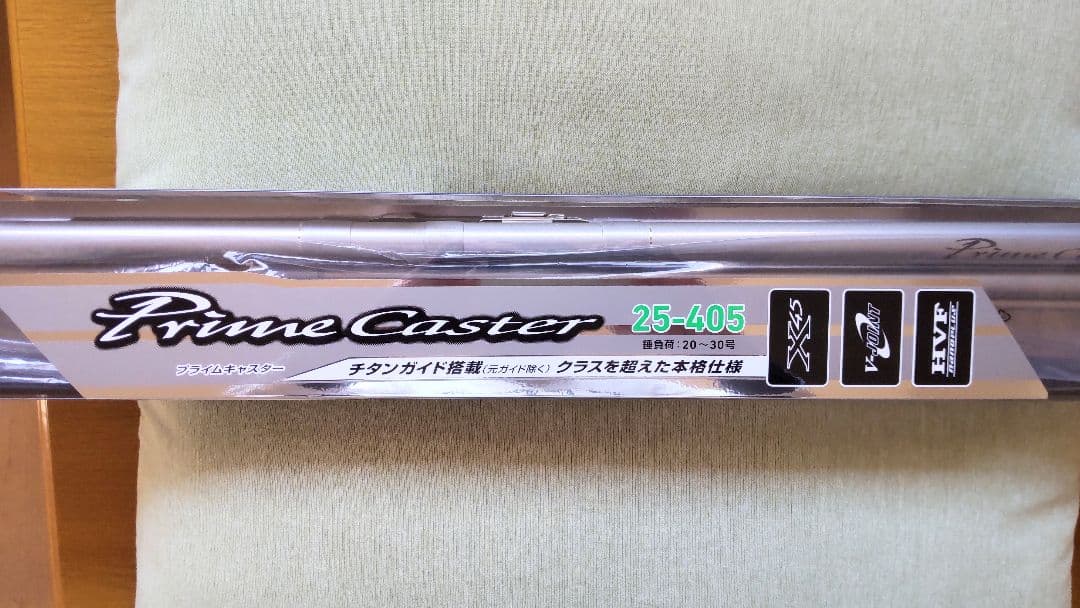 Prime Caster
25-405
錘負荷:20〜30号
プライムキャスター
チタンガイド搭載(元ガイド除く) クラスを超えた本格仕様
X45
V-JOINT
HVF
NANOPLUS
Prime C